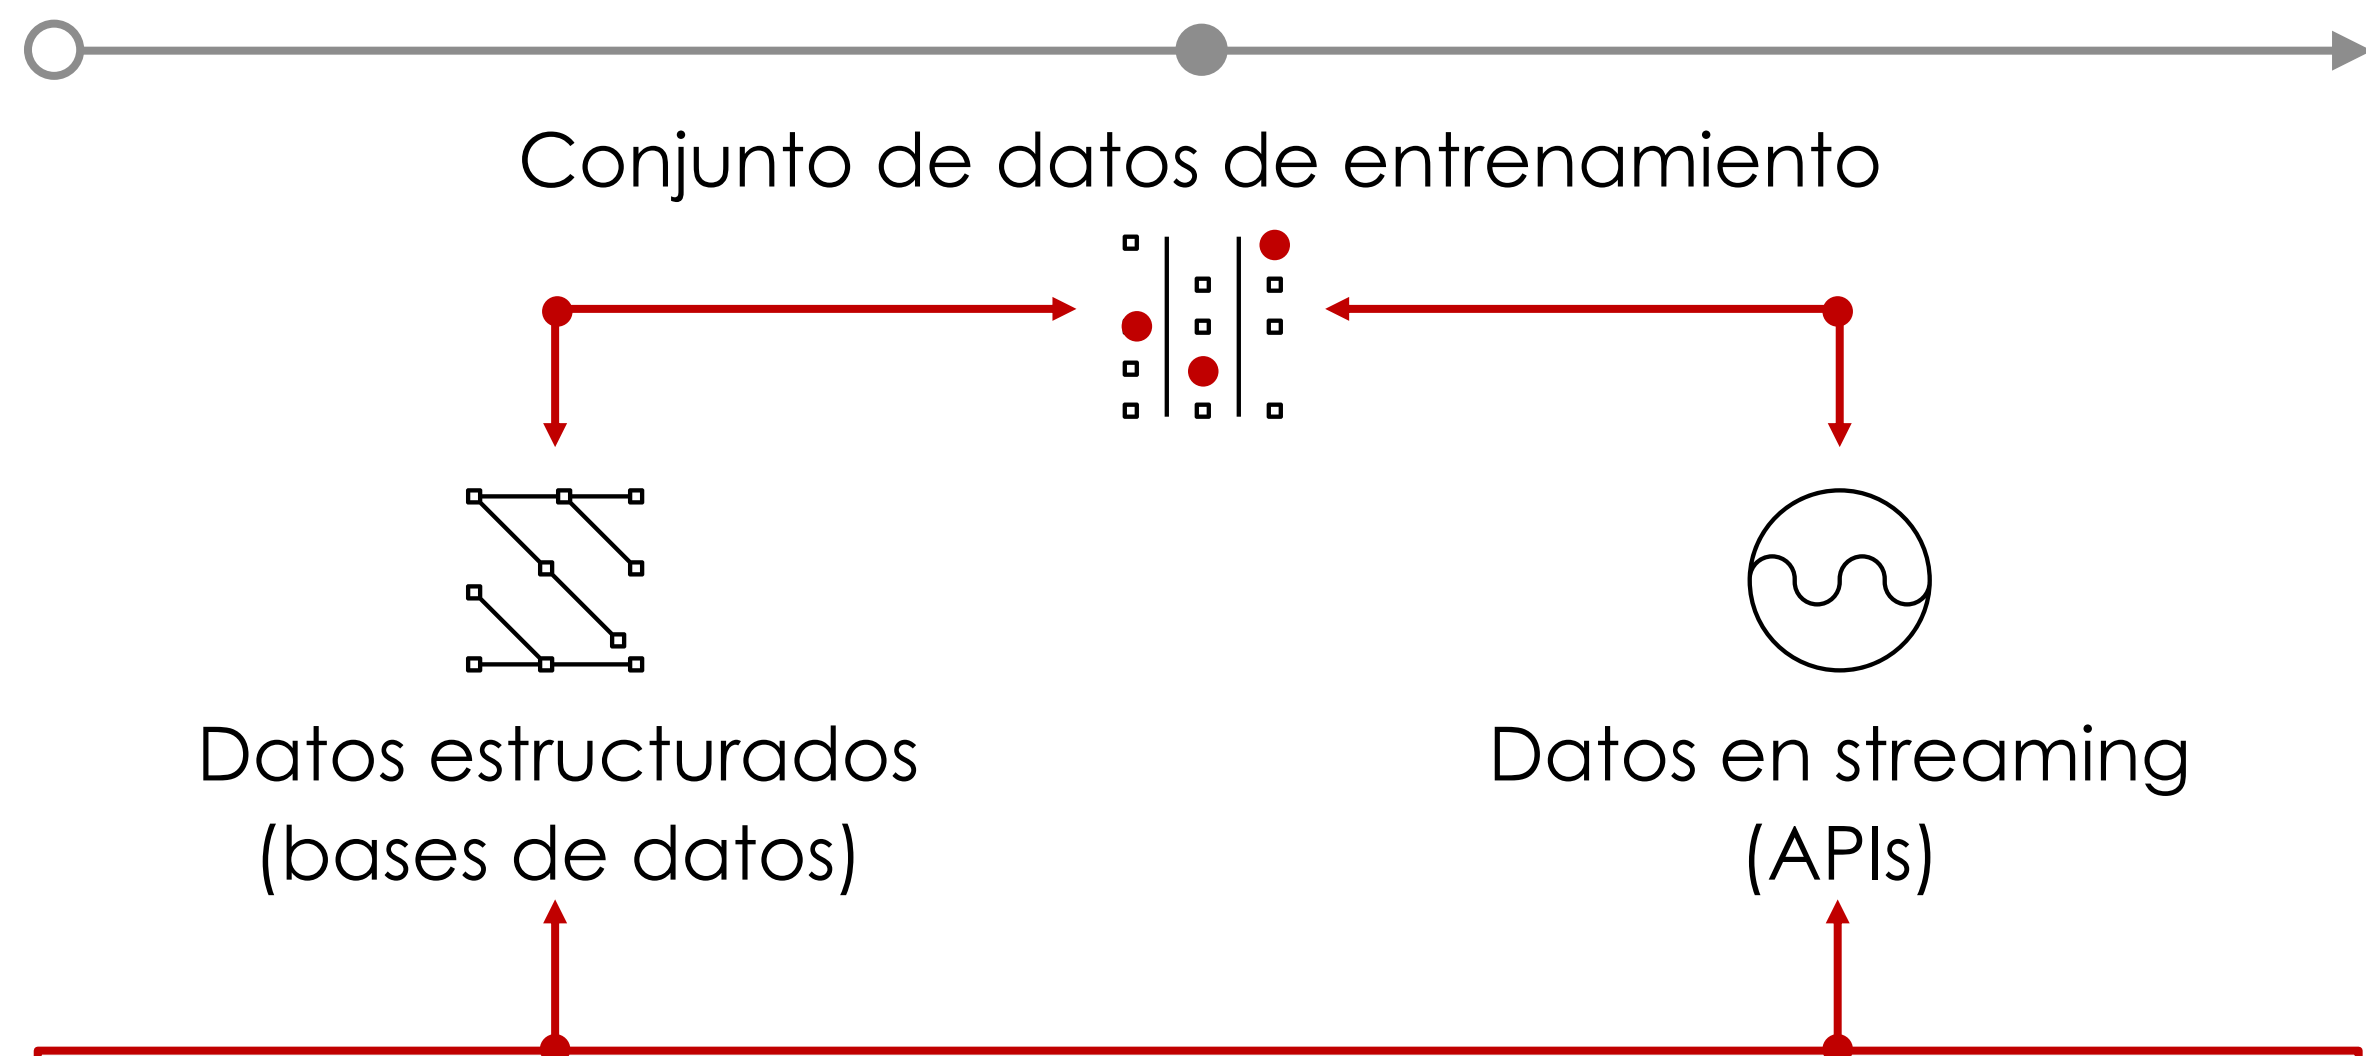 Conjunto de datos de entrenamiento
Datos estructurados
(bases de datos)
Datos en streaming
(APIs)